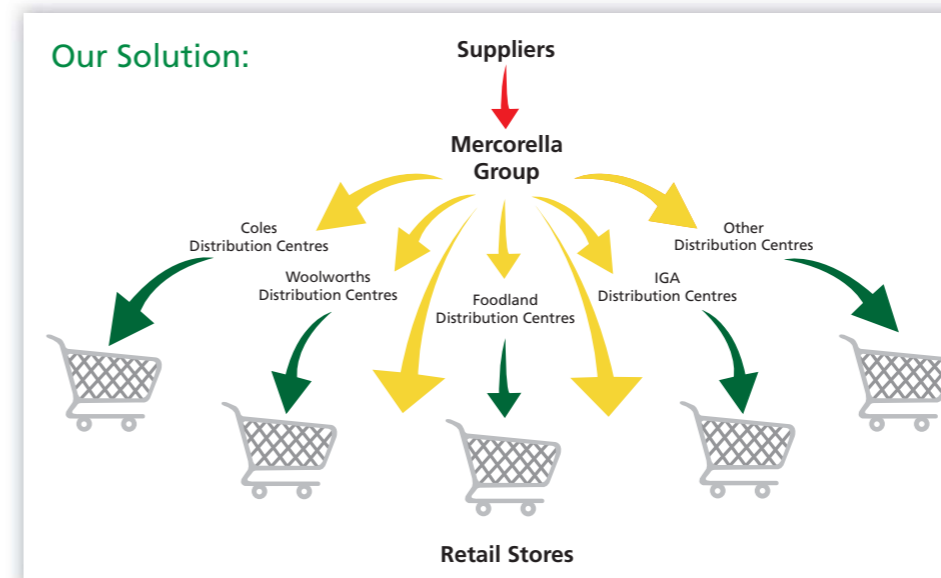 Our Solution:
Suppliers
Mercorella
Group
Coles
Distribution Centres
Woolworths
Distribution Centres
Foodland
Distribution Centres
IGA
Distribution Centres
Other
Distribution Centres
Retail Stores